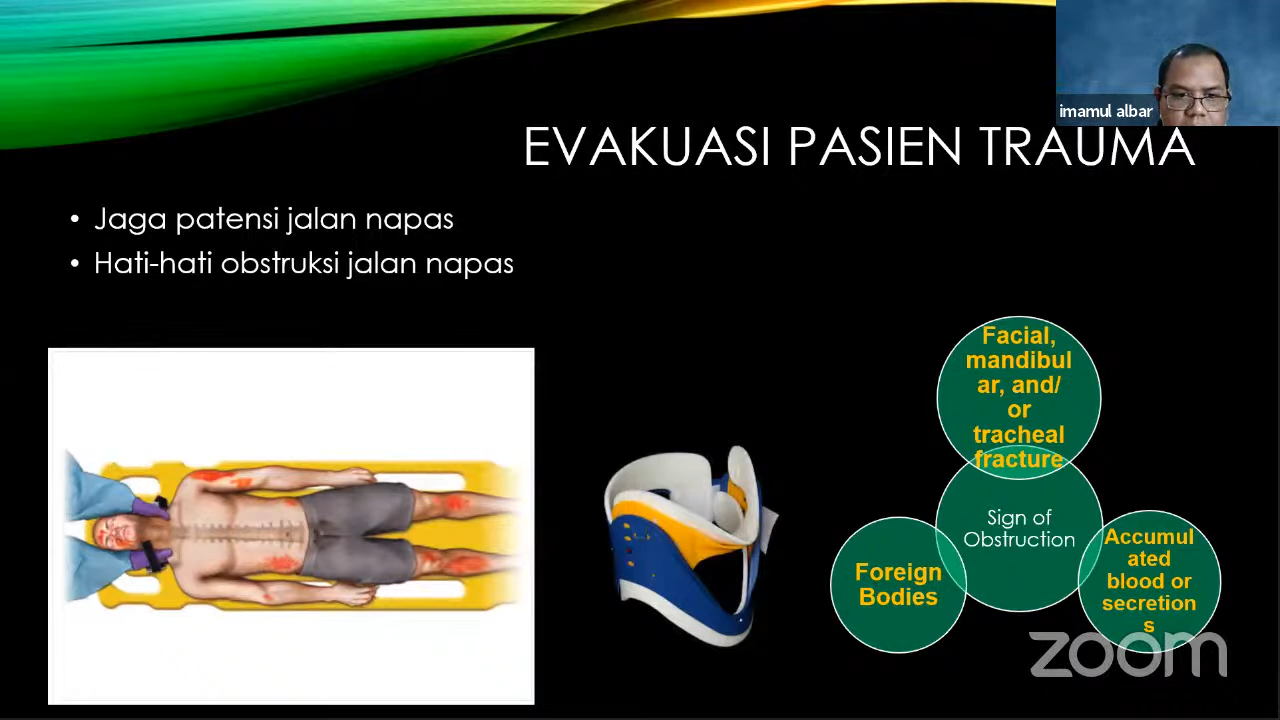 imamul albar
EVAKUASI PASIEN TRAUMA
• Jaga patensi jalan napas
• Hati-hati obstruksi jalan napas
Facial,
mandibul
ar, and/
or
tracheal
fracture
Sign of
Obstruction
Foreign
Bodies
Accumul
ated
blood or
secretion
s
zoom